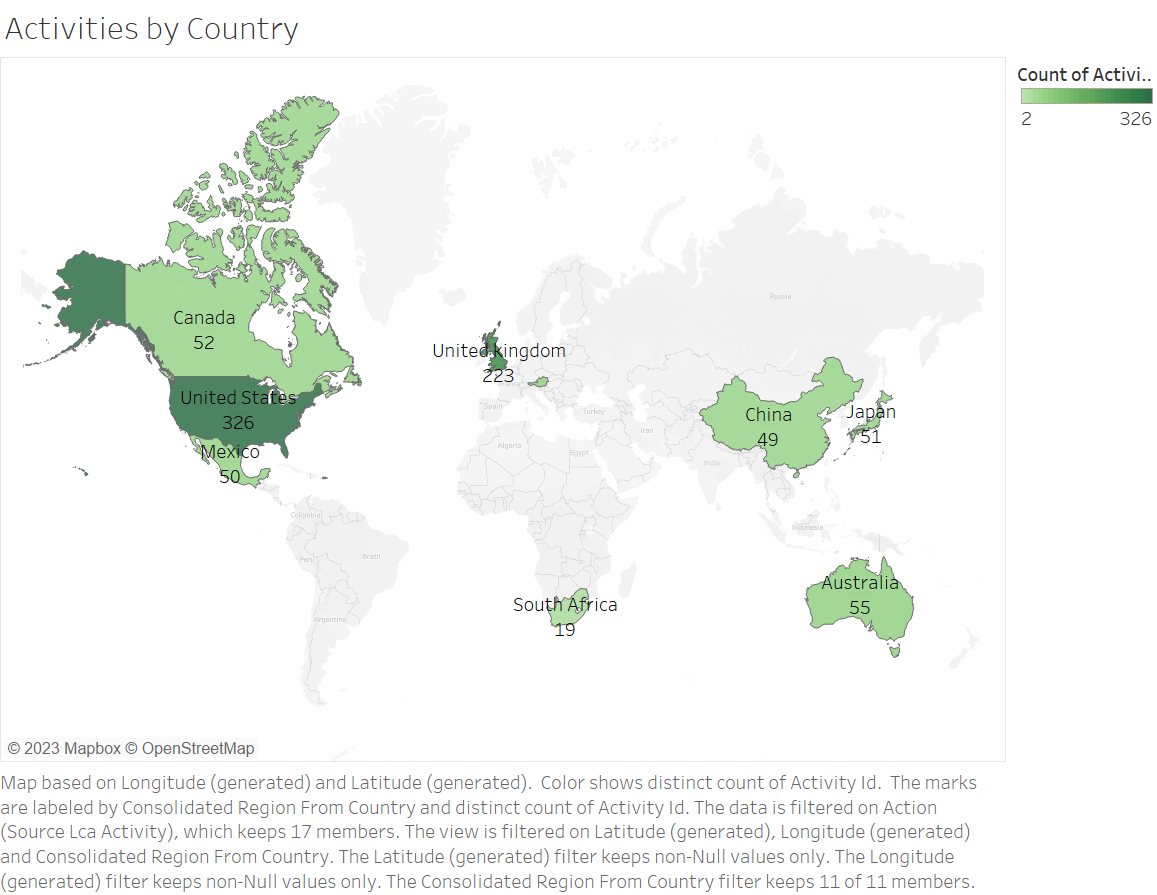 Activities by Country
Count of Activi..
2 326
Canada
52
United States
326
Mexico
50
United Kingdom
223
China
49
Japan
51
South Africa
19
Australia
55
Russia
Spain
Turkey
Iran
Algeria
Egypt
India
Indonesia
Colombia
Peru
Brazil
Argentina
© 2023 Mapbox © OpenStreetMap
Map based on Longitude (generated) and Latitude (generated).  Color shows distinct count of Activity Id.  The marks
are labeled by Consolidated Region From Country and distinct count of Activity Id. The data is filtered on Action
(Source Lca Activity), which keeps 17 members. The view is filtered on Latitude (generated), Longitude (generated)
and Consolidated Region From Country. The Latitude (generated) filter keeps non-Null values only. The Longitude
(generated) filter keeps non-Null values only. The Consolidated Region From Country filter keeps 11 of 11 members.